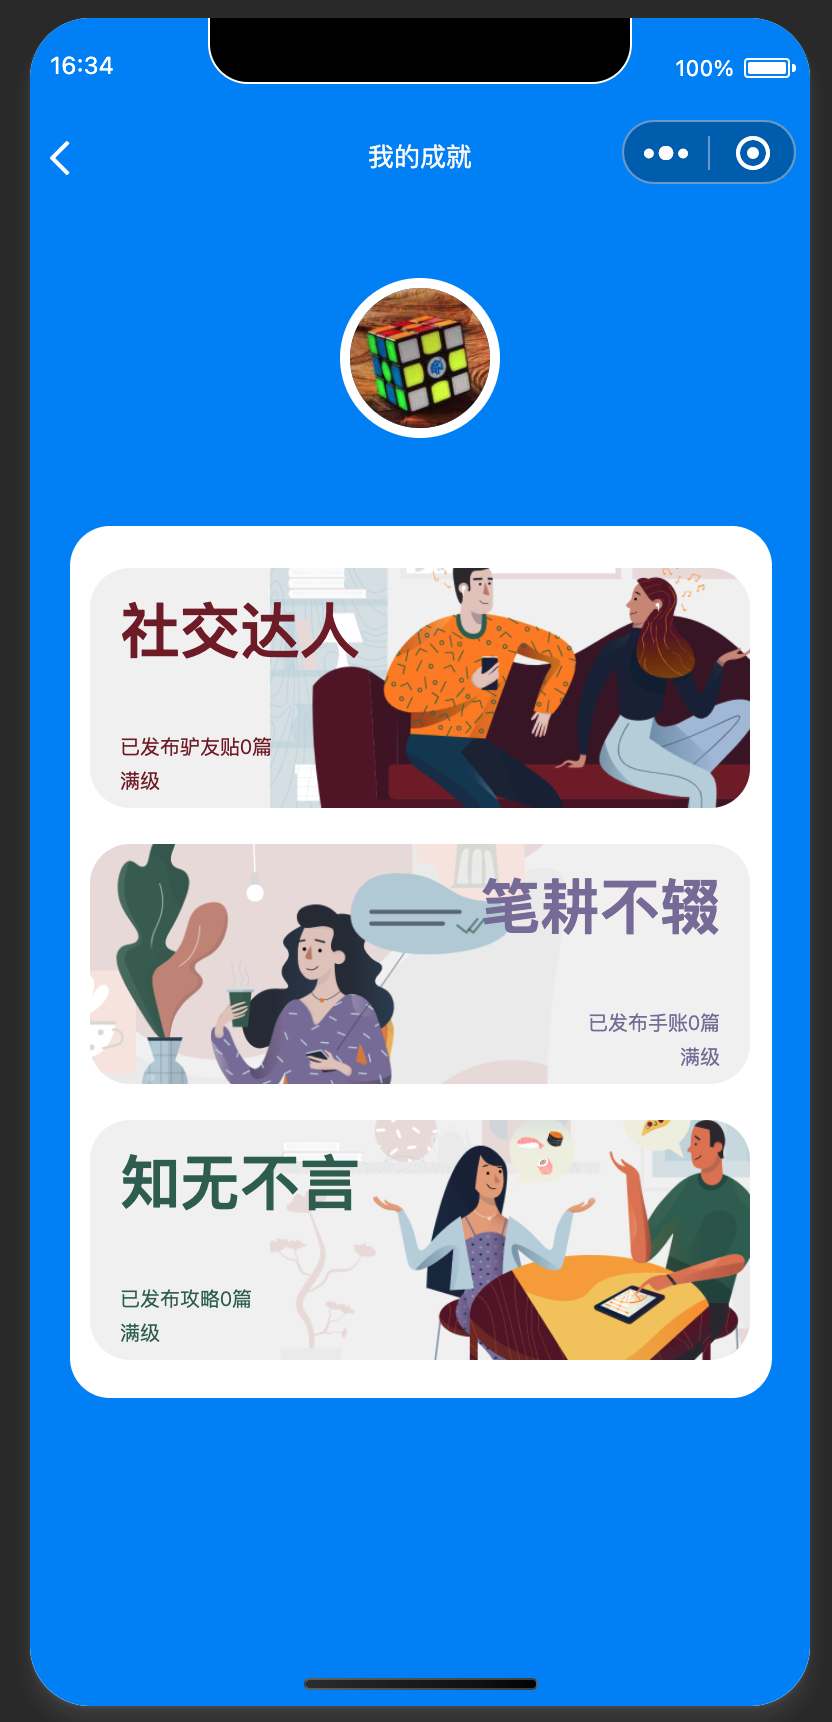 16:34
100%
我的成就
社交达人
已发布驴友贴0篇
满级
笔耕不辍
已发布手账0篇
满级
知无不言
已发布攻略0篇
满级